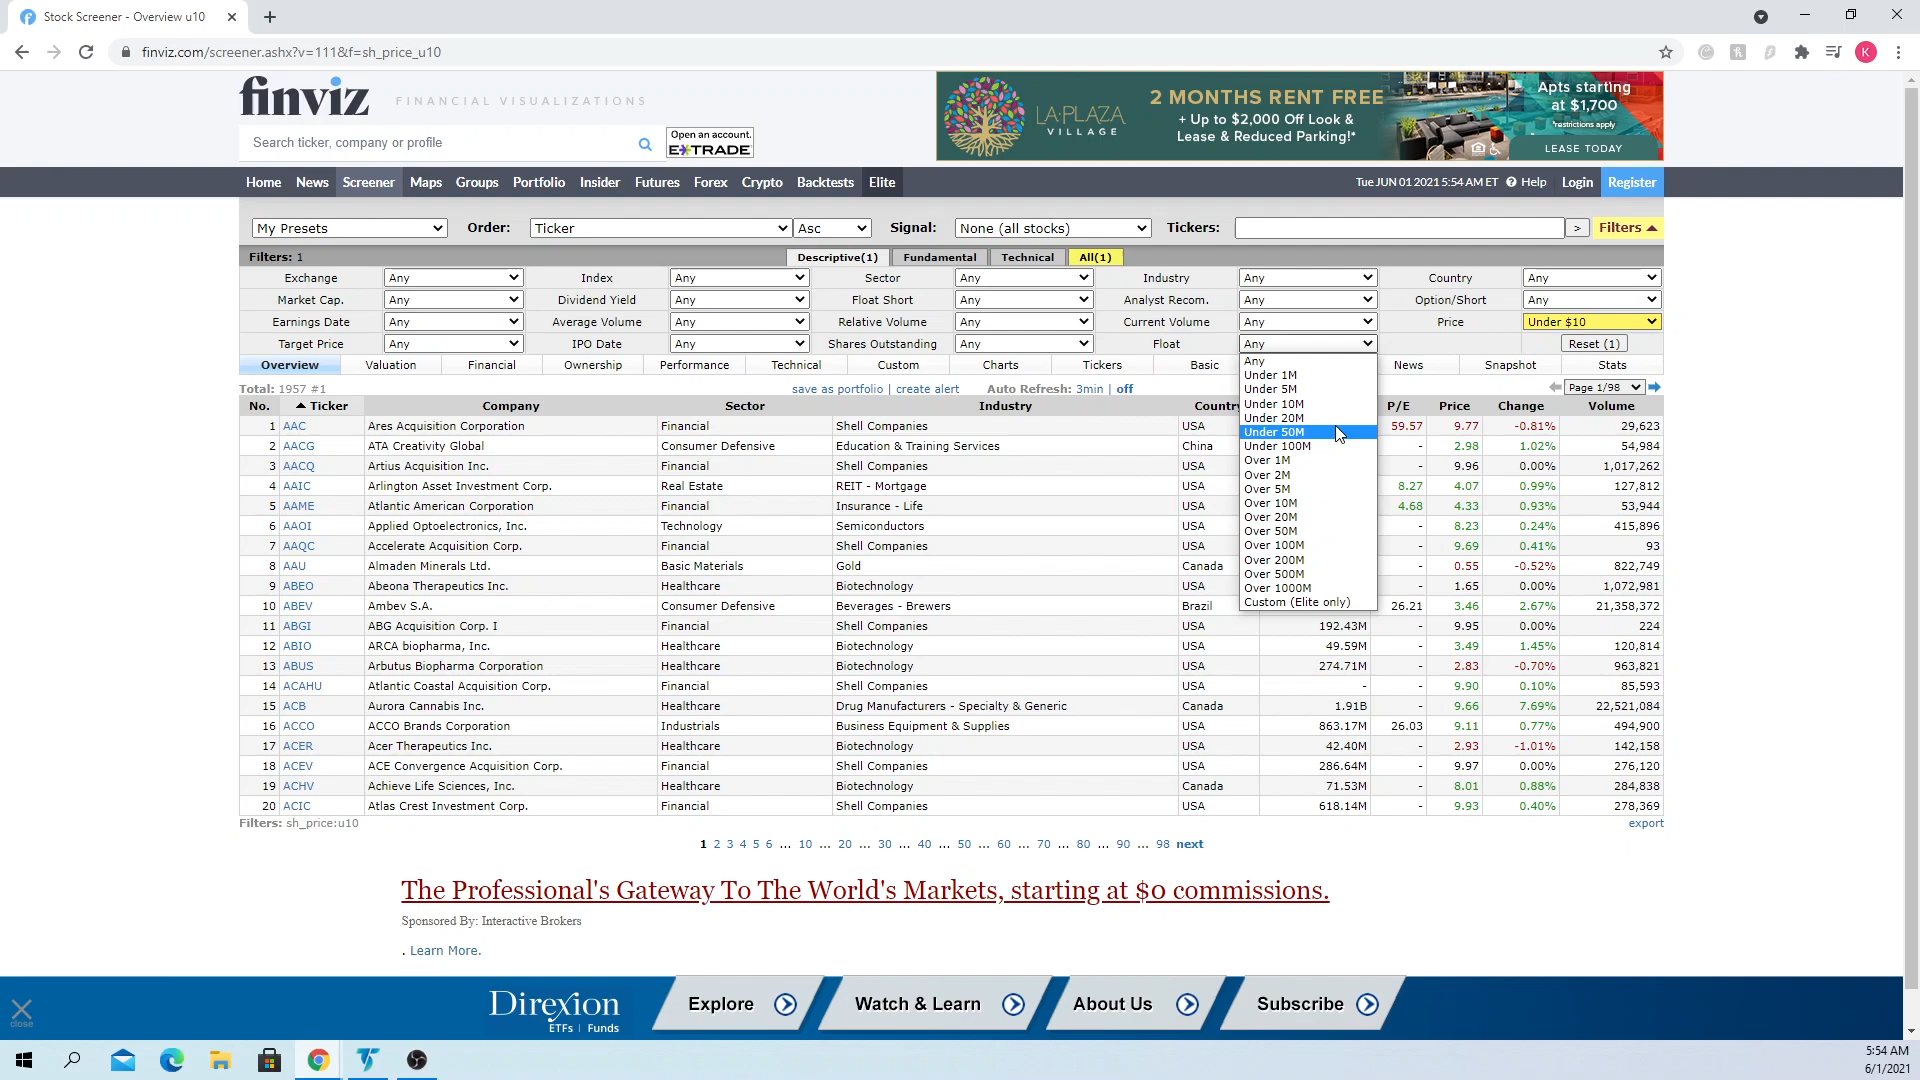 Stock Screener - Overview u10
finviz.com/screener.ashx?v=111&f=sh_price_u10
K
finviz FINANCIAL VISUALIZATIONS
Search ticker, company or profile
Open an account.
E*TRADE
LA·PLAZA
VILLAGE
2 MONTHS RENT FREE
+ Up to $2,000 Off Look &
Lease & Reduced Parking!*
Apts starting
at $1,700
*restrictions apply
LEASE TODAY
Home News Screener Maps Groups Portfolio Insider Futures Forex Crypto Backtests Elite
Tue JUN 01 2021 5:54 AM ET Help Login Register
My Presets Order: Ticker Asc Signal: None (all stocks) Tickers: > Filters
Filters: 1 Descriptive(1) Fundamental Technical All(1)
Exchange Any Index Any Sector Any Industry Any Country Any
Market Cap. Any Dividend Yield Any Float Short Any Analyst Recom. Any Option/Short Any
Earnings Date Any Average Volume Any Relative Volume Any Current Volume Any Price Under $10
Target Price Any IPO Date Any Shares Outstanding Any Float Any Reset (1)
Overview Valuation Financial Ownership Performance Technical Custom Charts Tickers Basic News Snapshot Stats
Any
Under 1M
Under 5M
Under 10M
Under 20M
Under 50M
Under 100M
Over 1M
Over 2M
Over 5M
Over 10M
Over 20M
Over 50M
Over 100M
Over 200M
Over 500M
Over 1000M
Custom (Elite only)
Total: 1957 #1 save as portfolio | create alert Auto Refresh: 3min | off Page 1/98
No. Ticker Company Sector Industry Country P/E Price Change Volume
1 AAC Ares Acquisition Corporation Financial Shell Companies USA 59.57 9.77 -0.81% 29,623
2 AACG ATA Creativity Global Consumer Defensive Education & Training Services China - 2.98 1.02% 54,984
3 AACQ Artius Acquisition Inc. Financial Shell Companies USA - 9.96 0.00% 1,017,262
4 AAIC Arlington Asset Investment Corp. Real Estate REIT - Mortgage USA 8.27 4.07 0.99% 127,812
5 AAME Atlantic American Corporation Financial Insurance - Life USA 4.68 4.33 0.93% 53,944
6 AAOI Applied Optoelectronics, Inc. Technology Semiconductors USA - 8.23 0.24% 415,896
7 AAQC Accelerate Acquisition Corp. Financial Shell Companies USA - 9.69 0.41% 93
8 AAU Almaden Minerals Ltd. Basic Materials Gold Canada - 0.55 -0.52% 822,749
9 ABEO Abeona Therapeutics Inc. Healthcare Biotechnology USA - 1.65 0.00% 1,072,981
10 ABEV Ambev S.A. Consumer Defensive Beverages - Brewers Brazil 26.21 3.46 2.67% 21,358,372
11 ABGI ABG Acquisition Corp. I Financial Shell Companies USA 192.43M - 9.95 0.00% 224
12 ABIO ARCA biopharma, Inc. Healthcare Biotechnology USA 49.59M - 3.49 1.45% 120,814
13 ABUS Arbutus Biopharma Corporation Healthcare Biotechnology USA 274.71M - 2.83 -0.70% 963,821
14 ACAHU Atlantic Coastal Acquisition Corp. Financial Shell Companies USA - - 9.90 0.10% 85,593
15 ACB Aurora Cannabis Inc. Healthcare Drug Manufacturers - Specialty & Generic Canada 1.91B - 9.66 7.69% 22,521,084
16 ACCO ACCO Brands Corporation Industrials Business Equipment & Supplies USA 863.17M 26.03 9.11 0.77% 494,900
17 ACER Acer Therapeutics Inc. Healthcare Biotechnology USA 42.40M - 2.93 -1.01% 142,158
18 ACEV ACE Convergence Acquisition Corp. Financial Shell Companies USA 286.64M - 9.97 0.00% 276,120
19 ACHV Achieve Life Sciences, Inc. Healthcare Biotechnology Canada 71.53M - 8.01 0.88% 284,838
20 ACIC Atlas Crest Investment Corp. Financial Shell Companies USA 618.14M - 9.93 0.40% 278,369
Filters: sh_price:u10 export
1 2 3 4 5 6 ... 10 ... 20 ... 30 ... 40 ... 50 ... 60 ... 70 ... 80 ... 90 ... 98 next
The Professional's Gateway To The World's Markets, starting at $0 commissions.
Sponsored By: Interactive Brokers
. Learn More.
close
Direxion
ETFs | Funds
Explore Watch & Learn About Us Subscribe
5:54 AM
6/1/2021